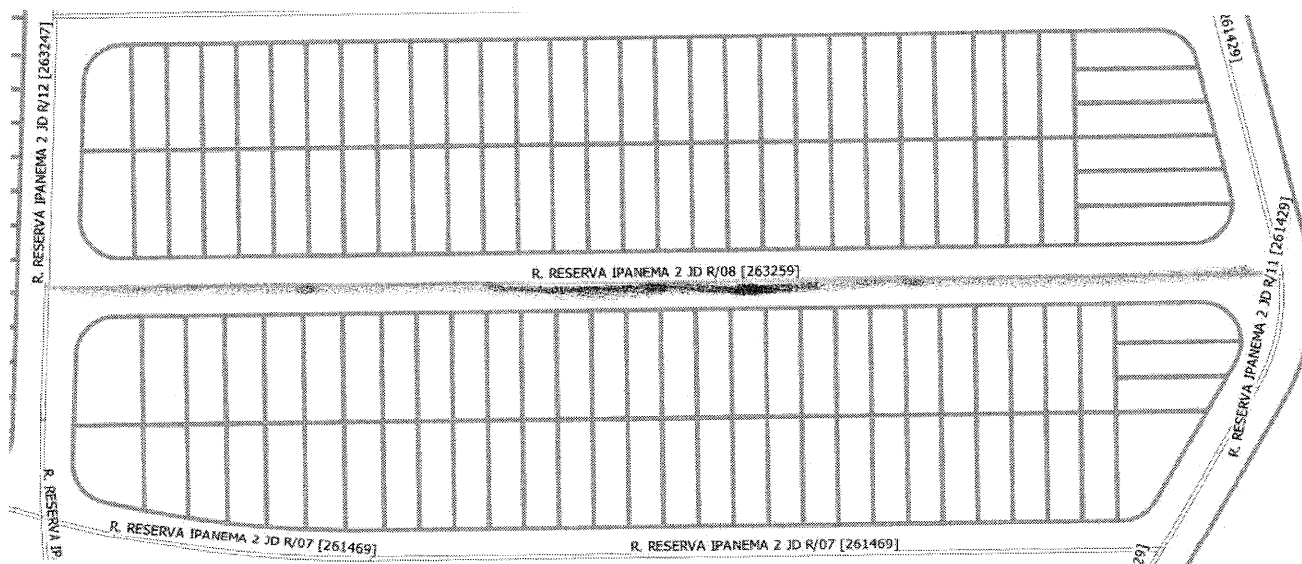 R. RESERVA IPANEMA 2 JD R/12 [263247]
261429]
R. RESERVA IPANEMA 2 JD R/08 [263259]
R. RESERVA IPANEMA 2 JD R/11 [261429]
R. RESERVA IP
R. RESERVA IPANEMA 2 JD R/07 [261469]
R. RESERVA IPANEMA 2 JD R/07 [261469]
29]